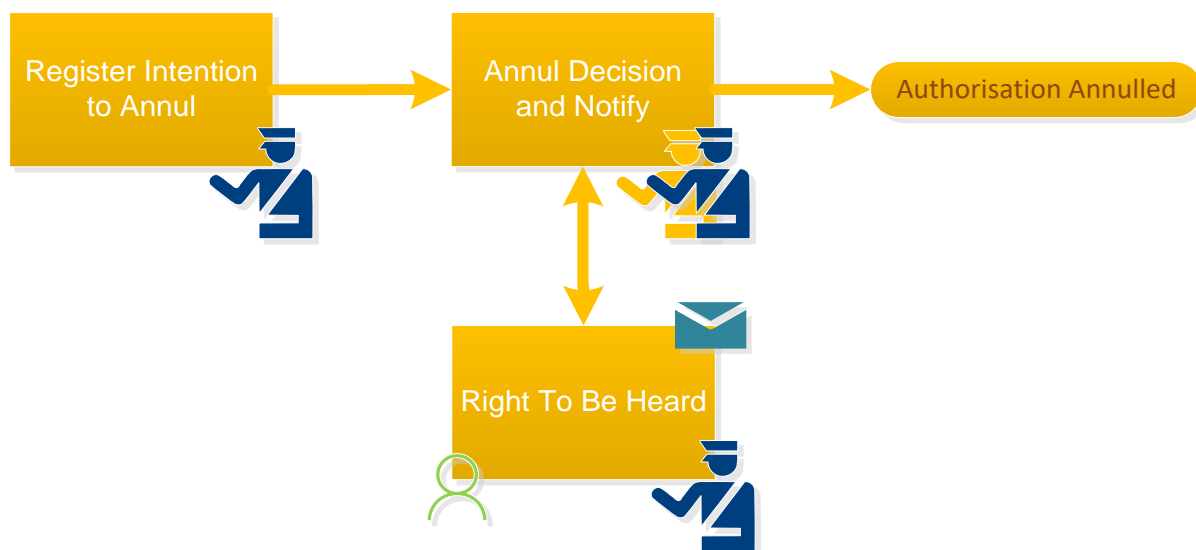 Register Intention
to Annul
Annul Decision
and Notify
Authorisation Annulled
Right To Be Heard